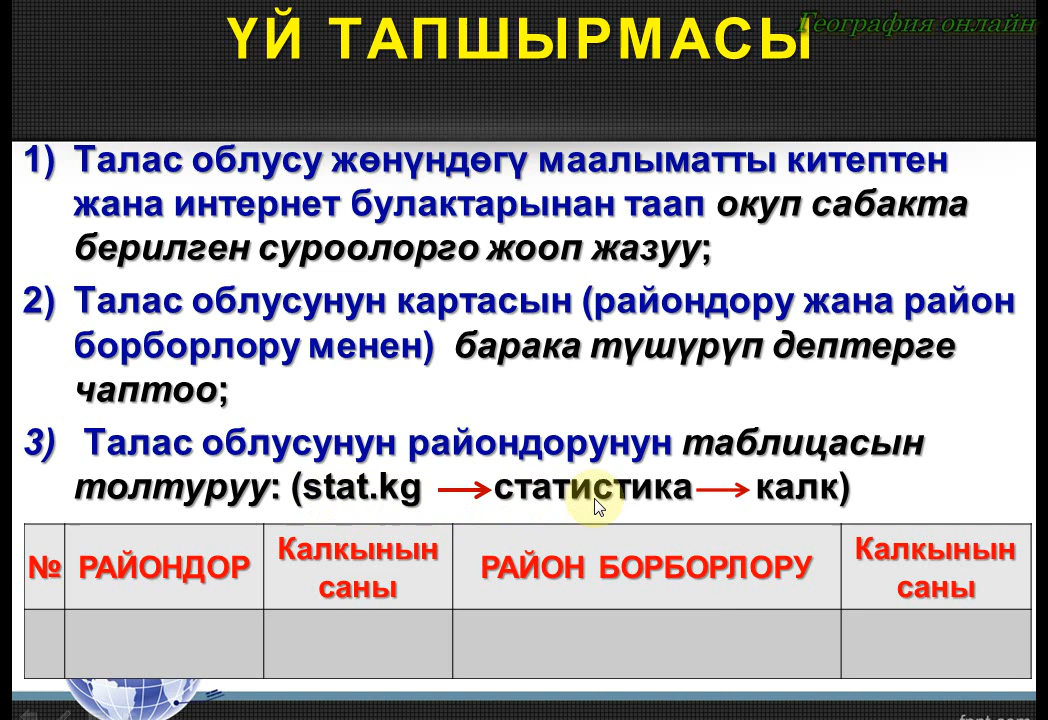 География онлайн
ҮЙ ТАПШЫРМАСЫ
1) Талас облусу жөнүндөгү маалыматты китептен
жана интернет булактарынан таап окуп сабакта
берилген суроолорго жооп жазуу;
2) Талас облусунун картасын (райондору жана район
борборлору менен) барака түшүрүп дептерге
чаптоо;
3) Талас облусунун райондорунун таблицасын
толтуруу: (stat.kg → статистика → калк)
№ РАЙОНДОР Калкынын саны РАЙОН БОРБОРЛОРУ Калкынын саны